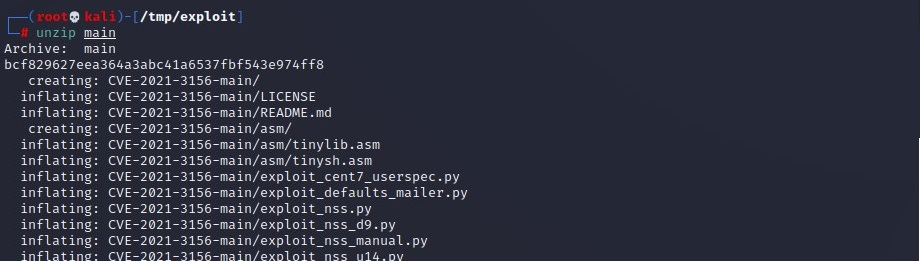 ┌──(root💀kali)-[/tmp/exploit]
└─# unzip main
Archive:  main
bcf829627eea364a3abc41a6537fbf543e974ff8
   creating: CVE-2021-3156-main/
  inflating: CVE-2021-3156-main/LICENSE
  inflating: CVE-2021-3156-main/README.md
   creating: CVE-2021-3156-main/asm/
  inflating: CVE-2021-3156-main/asm/tinylib.asm
  inflating: CVE-2021-3156-main/asm/tinysh.asm
  inflating: CVE-2021-3156-main/exploit_cent7_userspec.py
  inflating: CVE-2021-3156-main/exploit_defaults_mailer.py
  inflating: CVE-2021-3156-main/exploit_nss.py
  inflating: CVE-2021-3156-main/exploit_nss_d9.py
  inflating: CVE-2021-3156-main/exploit_nss_manual.py
  inflating: CVE-2021-3156-main/exploit_nss_u14.py